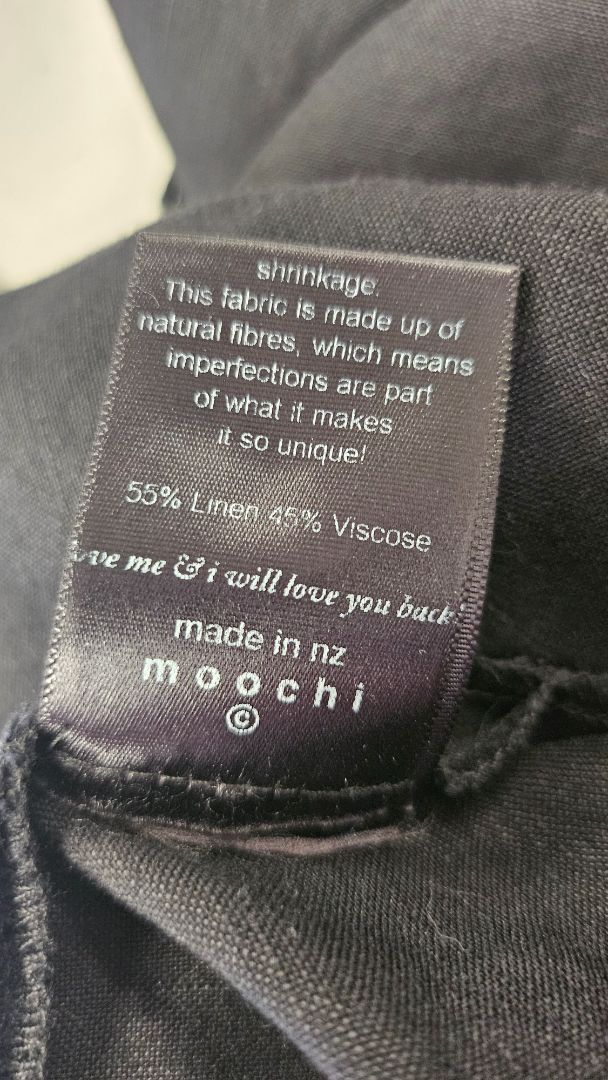 shrinkage.
This fabric is made up of
natural fibres, which means
imperfections are part
of what it makes
it so unique!
55% Linen 45% Viscose
me & i will love you back
made in nz
moochi
©